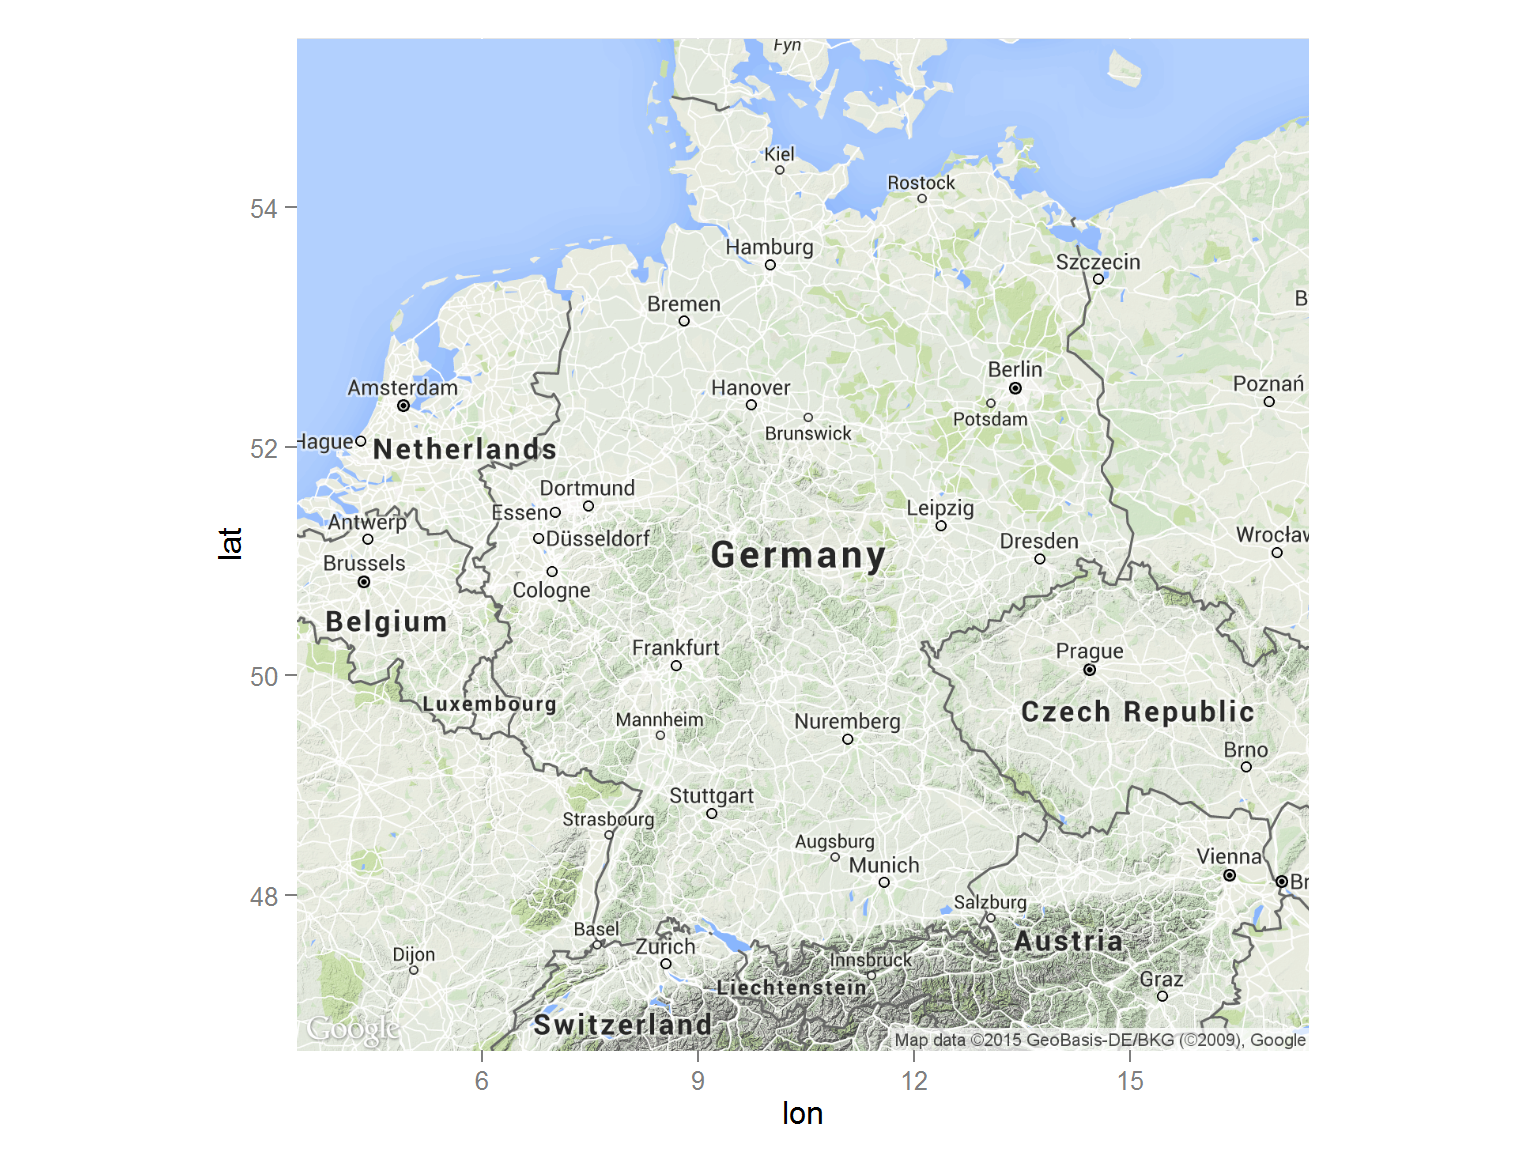 Fyn
Kiel
Rostock
54
Hamburg
Szczecin
B
Bremen
Berlin
Amsterdam
Hanover
Poznań
Potsdam
Brunswick
Hague
52
Netherlands
Dortmund
Essen
Leipzig
Antwerp
Düsseldorf
Dresden
Wrocław
lat
Germany
Brussels
Cologne
Belgium
Frankfurt
Prague
50
Luxembourg
Czech Republic
Mannheim
Nuremberg
Brno
Stuttgart
Strasbourg
Augsburg
Munich
Vienna
Br
48
Salzburg
Basel
Zurich
Austria
Dijon
Innsbruck
Graz
Liechtenstein
Switzerland
Google
Map data ©2015 GeoBasis-DE/BKG (©2009), Google
6
9
12
15
lon